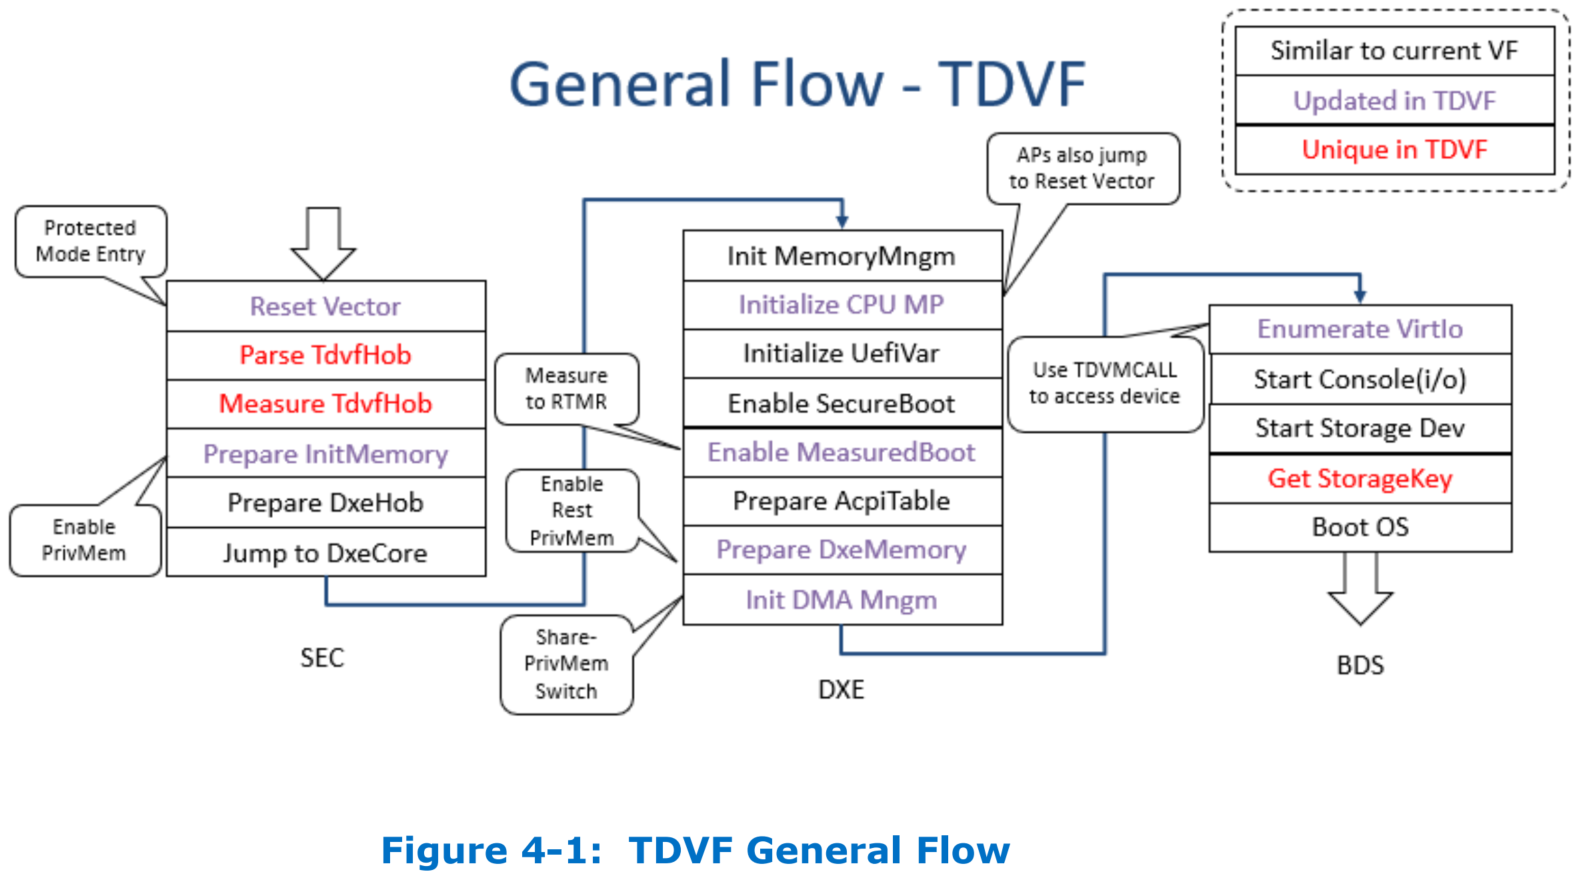 General Flow - TDVF
Similar to current VF
Updated in TDVF
Unique in TDVF
Protected
Mode Entry
Reset Vector
Parse TdvfHob
Measure TdvfHob
Prepare InitMemory
Prepare DxeHob
Jump to DxeCore
Enable
PrivMem
SEC
APs also jump
to Reset Vector
Init MemoryMngm
Initialize CPU MP
Initialize UefiVar
Enable SecureBoot
Enable MeasuredBoot
Prepare AcpiTable
Prepare DxeMemory
Init DMA Mngm
Measure
to RTMR
Enable
Rest
PrivMem
Share-
PrivMem
Switch
DXE
Use TDVMCALL
to access device
Enumerate VirtIo
Start Console(i/o)
Start Storage Dev
Get StorageKey
Boot OS
BDS
Figure 4-1: TDVF General Flow